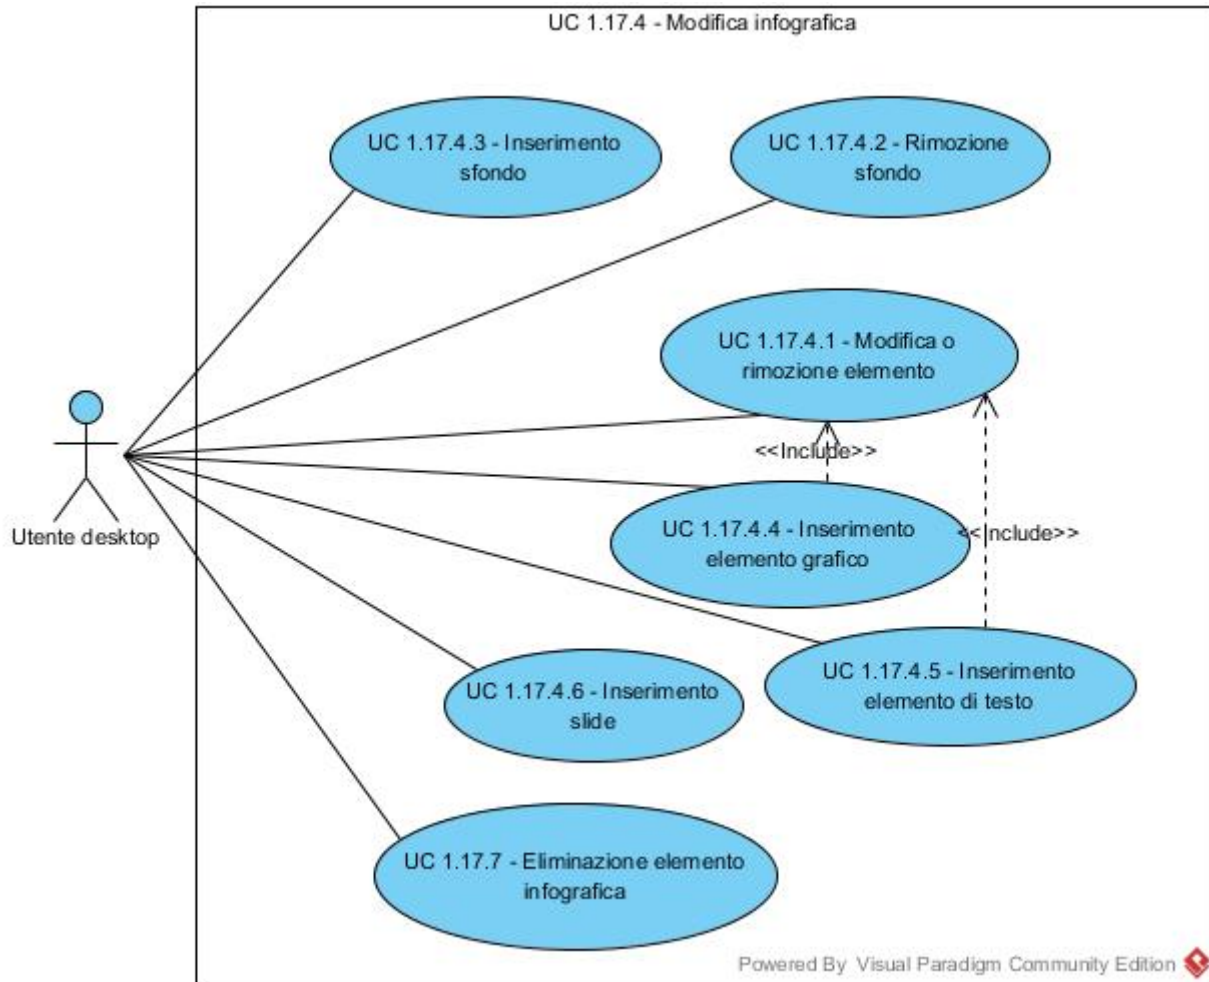 UC 1.17.4 - Modifica infografica
UC 1.17.4.3 - Inserimento
sfondo
UC 1.17.4.2 - Rimozione
sfondo
UC 1.17.4.1 - Modifica o
rimozione elemento
<<Include>>
Utente desktop
UC 1.17.4.4 - Inserimento
elemento grafico
<<Include>>
UC 1.17.4.5 - Inserimento
elemento di testo
UC 1.17.4.6 - Inserimento
slide
UC 1.17.7 - Eliminazione elemento
infografica
Powered By Visual Paradigm Community Edition